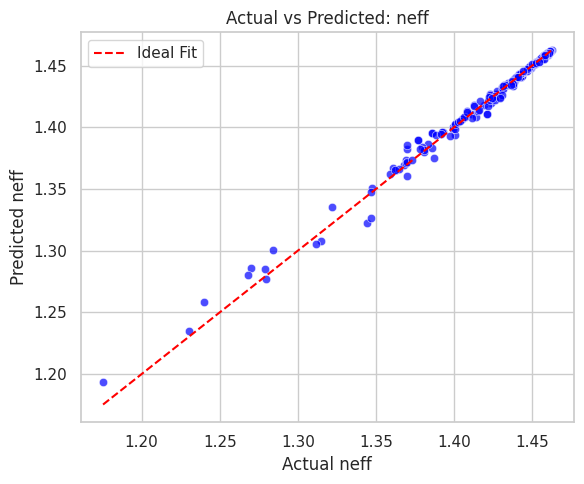 Actual vs Predicted: neff
Ideal Fit
Predicted neff
1.45
1.40
1.35
1.30
1.25
1.20
1.20 1.25 1.30 1.35 1.40 1.45
Actual neff